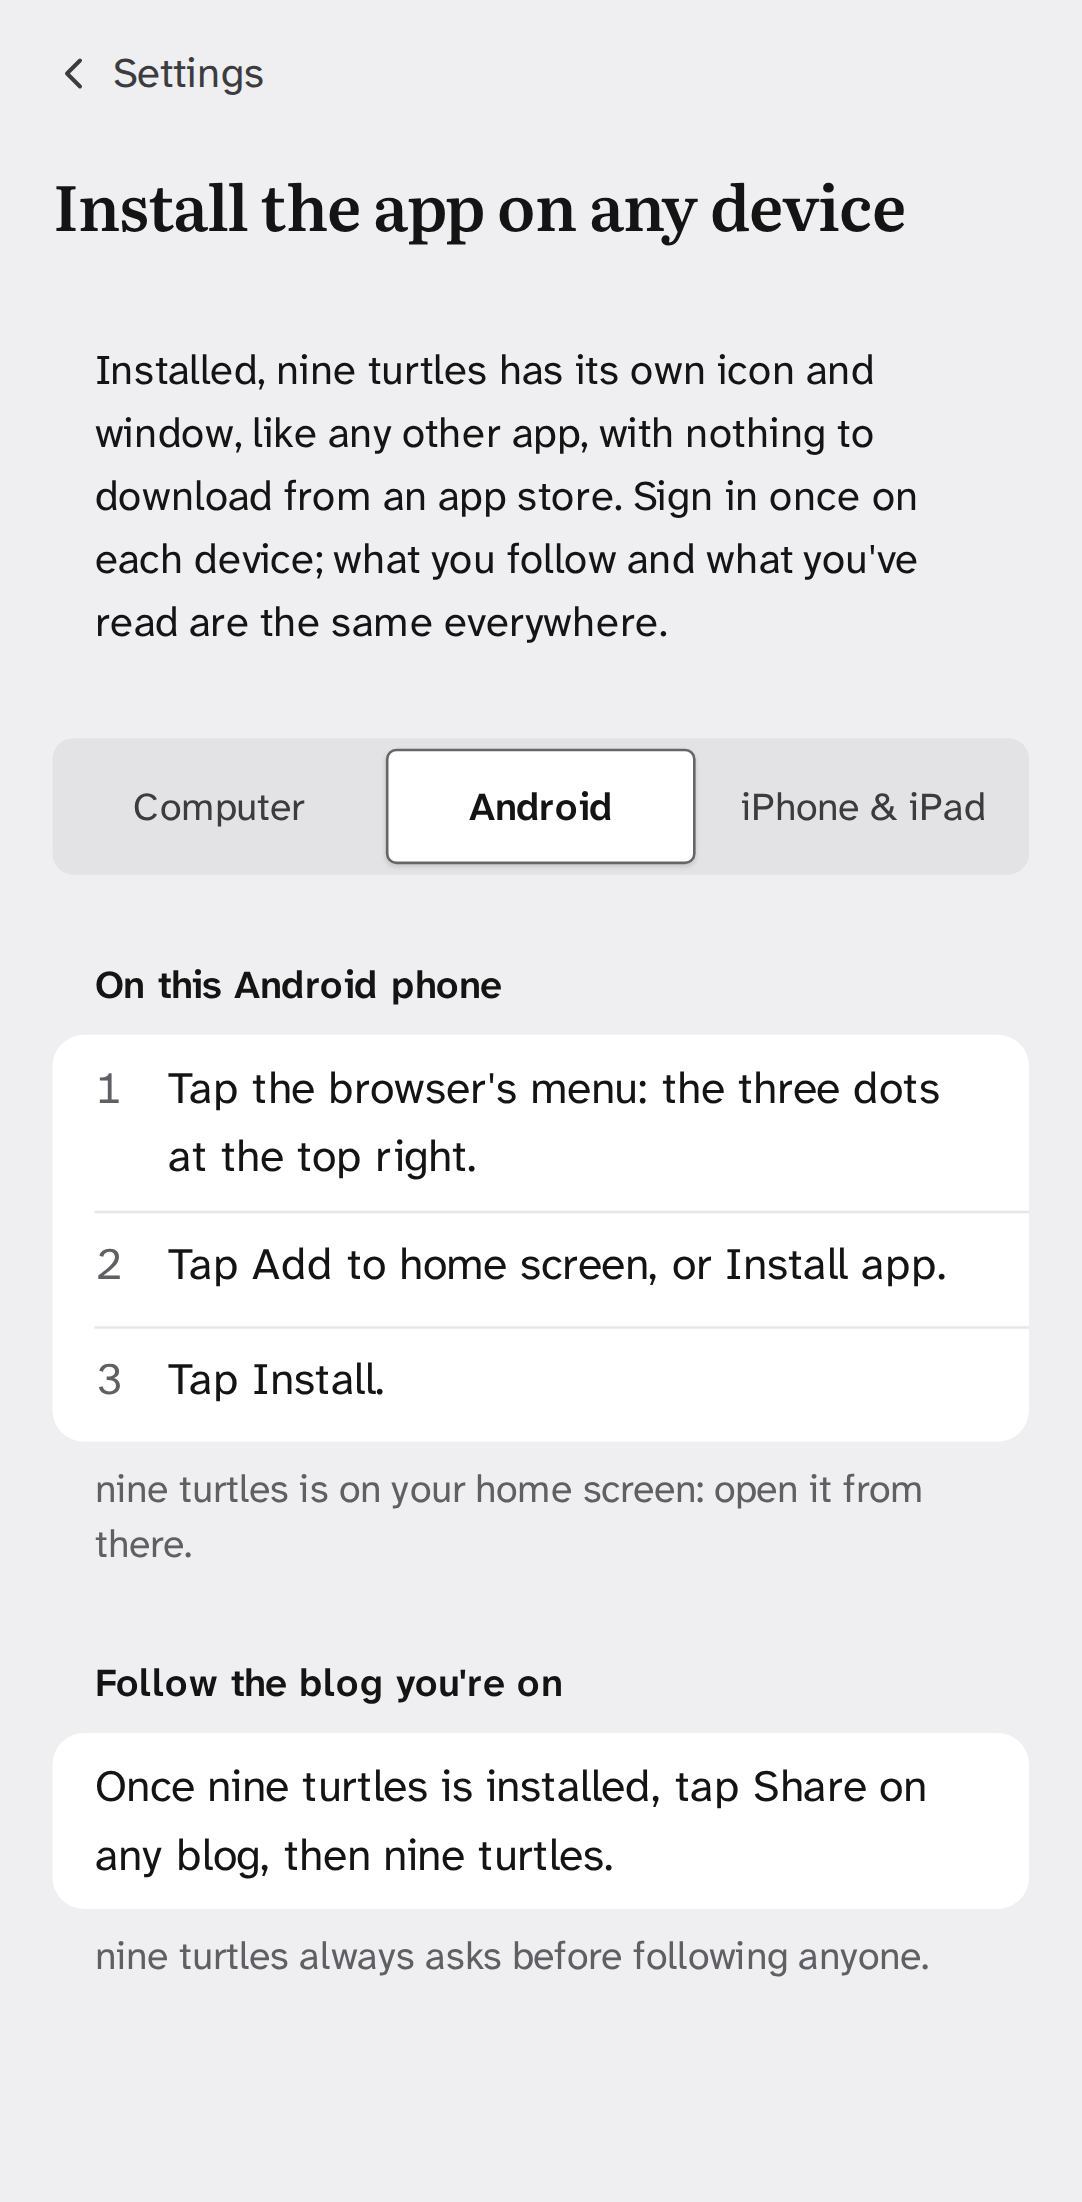 Settings
Install the app on any device
Installed, nine turtles has its own icon and
window, like any other app, with nothing to
download from an app store. Sign in once on
each device; what you follow and what you've
read are the same everywhere.
Computer
Android
iPhone & iPad
On this Android phone
1 Tap the browser's menu: the three dots
at the top right.
2 Tap Add to home screen, or Install app.
3 Tap Install.
nine turtles is on your home screen: open it from
there.
Follow the blog you're on
Once nine turtles is installed, tap Share on
any blog, then nine turtles.
nine turtles always asks before following anyone.